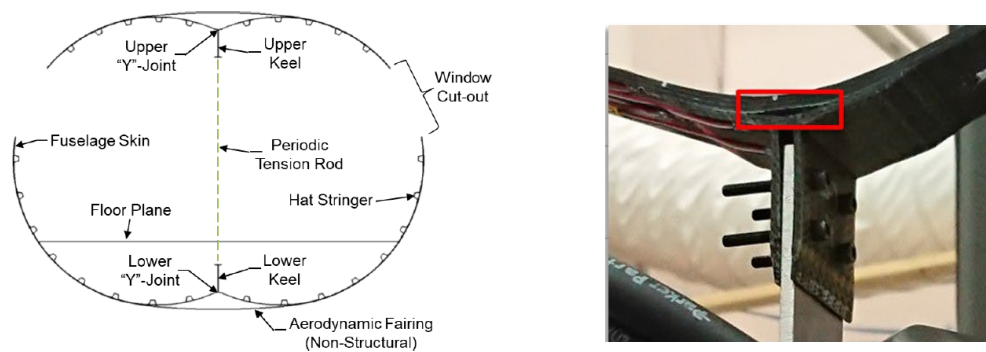 Upper
“Y”-Joint
Upper
Keel
Window
Cut-out
Fuselage Skin
Periodic
Tension Rod
Hat Stringer
Floor Plane
Lower
“Y”-Joint
Lower
Keel
Aerodynamic Fairing
(Non-Structural)
Parker